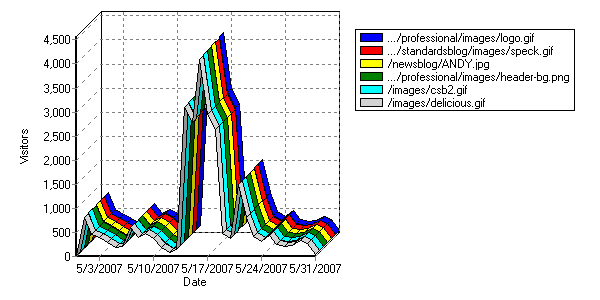 4,500
4,000
3,500
3,000
2,500
2,000
1,500
1,000
500
0
Visitors
5/3/2007 5/10/2007 5/17/2007 5/24/2007 5/31/2007
Date
.../professional/images/logo.gif
.../standardsblog/images/speck.gif
/newsblog/ANDY.jpg
.../professional/images/header-bg.png
/images/csb2.gif
/images/delicious.gif